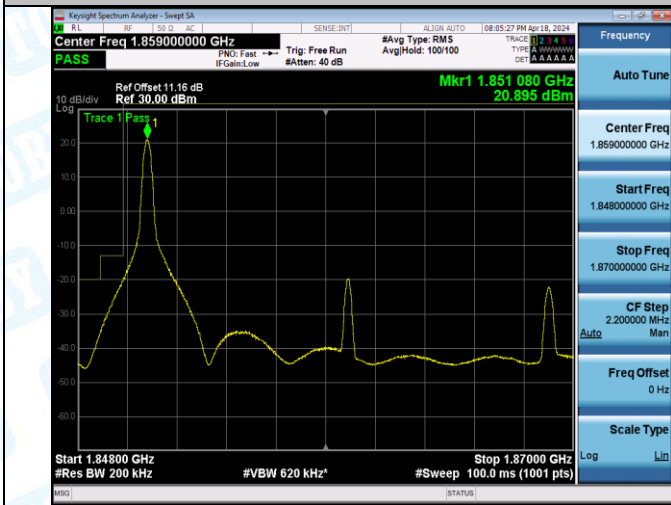 Keysight Spectrum Analyzer - Swept SA
RL RF 50 Ω AC SENSE:INT ALIGN AUTO 08:05:27 PM Apr 18, 2024
Center Freq 1.859000000 GHz
PASS
PNO: Fast
IFGain:Low
Trig: Free Run
#Atten: 40 dB
#Avg Type: RMS
Avg|Hold: 100/100
TRACE 1 2 3 4 5 6
TYPE A WWWWW
DET A A A A A A
Ref Offset 11.16 dB
10 dB/div Ref 30.00 dBm
Log
Mkr1 1.851 080 GHz
20.895 dBm
Trace 1 Pass
1
20.0
10.0
0.00
-10.0
-20.0
-30.0
-40.0
-50.0
-60.0
Start 1.84800 GHz Stop 1.87000 GHz
#Res BW 200 kHz #VBW 620 kHz* #Sweep 100.0 ms (1001 pts)
MSG STATUS
Frequency
Auto Tune
Center Freq
1.859000000 GHz
Start Freq
1.848000000 GHz
Stop Freq
1.870000000 GHz
CF Step
2.200000 MHz
Auto Man
Freq Offset
0 Hz
Scale Type
Log Lin